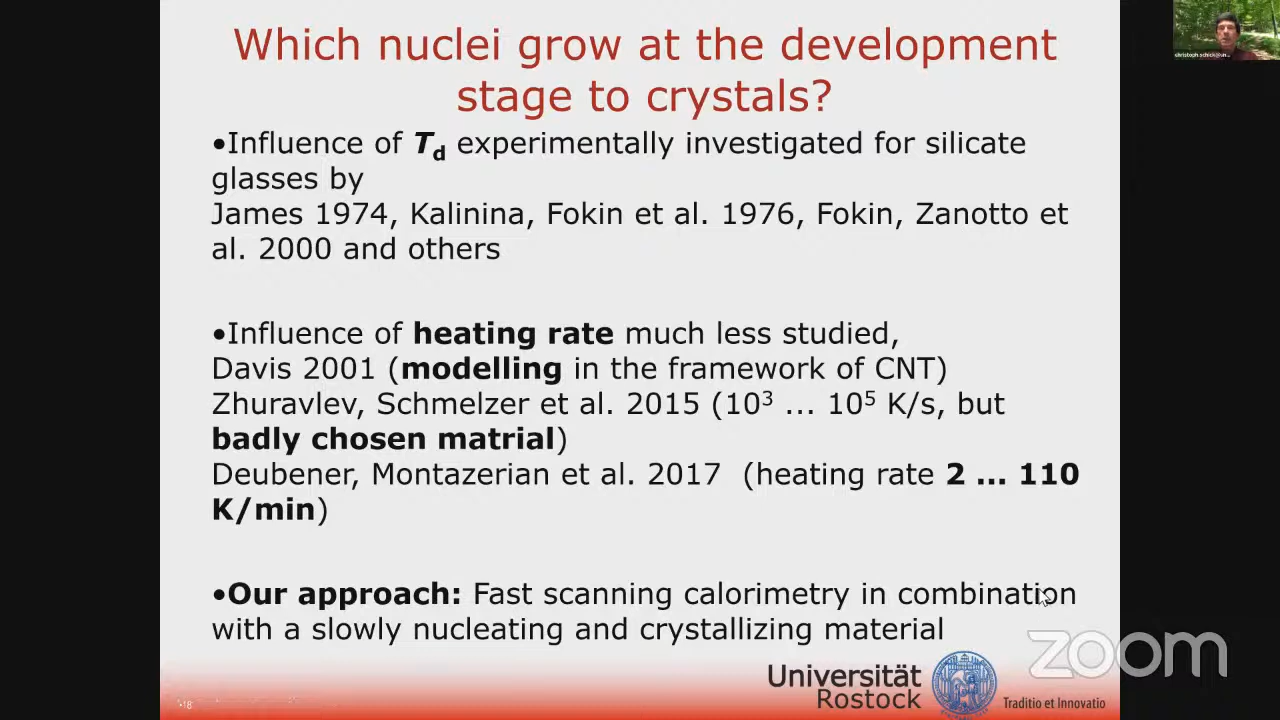 Which nuclei grow at the development
stage to crystals?
•Influence of Td experimentally investigated for silicate
glasses by
James 1974, Kalinina, Fokin et al. 1976, Fokin, Zanotto et
al. 2000 and others
•Influence of heating rate much less studied,
Davis 2001 (modelling in the framework of CNT)
Zhuravlev, Schmelzer et al. 2015 (10³ ... 10⁵ K/s, but
badly chosen matrial)
Deubener, Montazerian et al. 2017 (heating rate 2 ... 110
K/min)
•Our approach: Fast scanning calorimetry in combination
with a slowly nucleating and crystallizing material
zoom
Universität
Rostock
Traditio et Innovatio
18